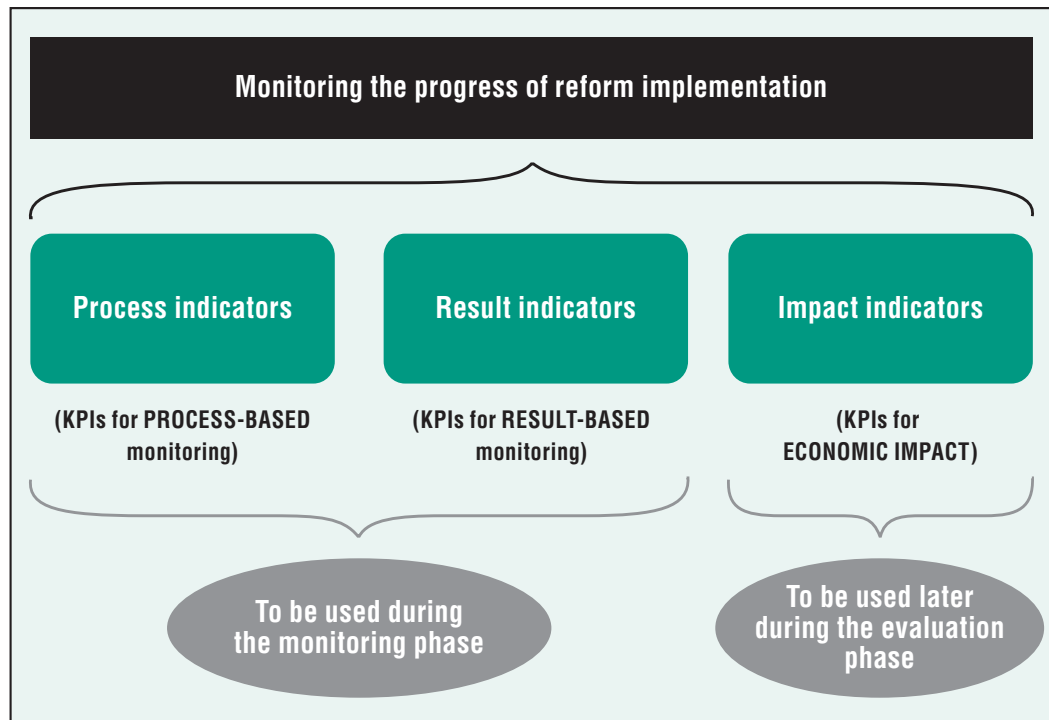 Monitoring the progress of reform implementation
Process indicators
Result indicators
Impact indicators
(KPIs for PROCESS-BASED
monitoring)
(KPIs for RESULT-BASED
monitoring)
(KPIs for
ECONOMIC IMPACT)
To be used during
the monitoring phase
To be used later
during the evaluation
phase